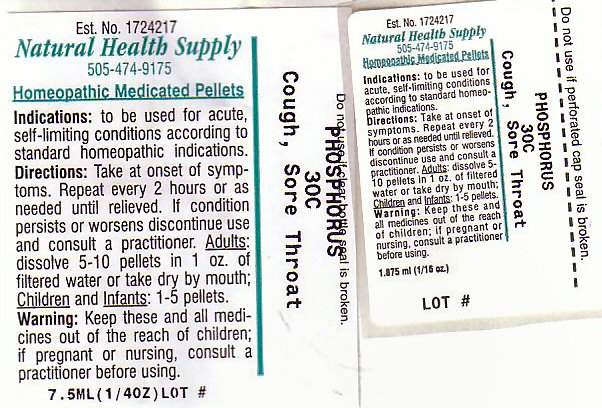 Est. No. 1724217
Natural Health Supply
505-474-9175
Homeopathic Medicated Pellets
Indications: to be used for acute,
self-limiting conditions according to
standard homeopathic indications.
Directions: Take at onset of symp-
toms. Repeat every 2 hours or as
needed until relieved. If condition
persists or worsens discontinue use
and consult a practitioner. Adults:
dissolve 5-10 pellets in 1 oz. of
filtered water or take dry by mouth;
Children and Infants: 1-5 pellets.
Warning: Keep these and all medi-
cines out of the reach of children;
if pregnant or nursing, consult a
practitioner before using.
7.5ML(1/4OZ)LOT #
Do not use if clear bottle seal is broken.
PHOSPHORUS
30C
Cough, Sore Throat
Est. No. 1724217
Natural Health Supply
505-474-9175
Homeopathic Medicated Pellets
Indications: to be used for
acute, self-limiting conditions
according to standard homeo-
pathic indications.
Directions: Take at onset of
symptoms. Repeat every 2
hours or as needed until relieved.
If condition persists or worsens
discontinue use and consult a
practitioner. Adults: dissolve 5-
10 pellets in 1 oz. of filtered
water or take dry by mouth;
Children and Infants: 1-5 pellets.
Warning: Keep these and
all medicines out of the reach
of children; if pregnant or
nursing, consult a practitioner
before using.
1.875 ml (1/16 oz.)
LOT #
PHOSPHORUS
30C
Cough, Sore Throat
Do not use if perforated cap seal is broken.